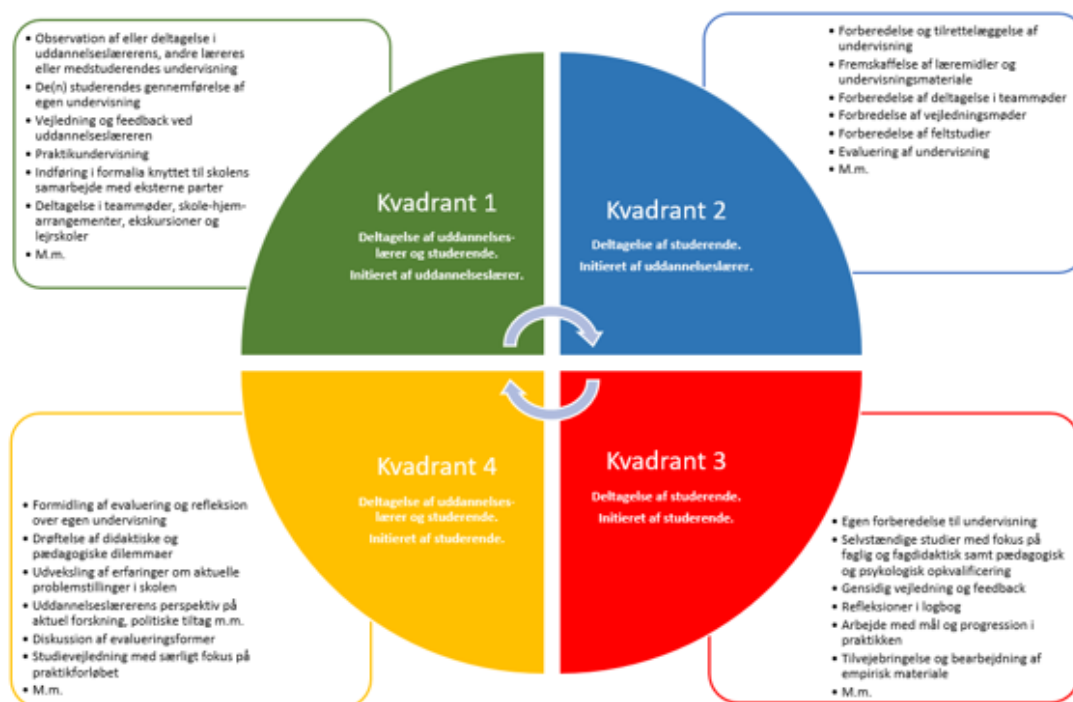 • Observation af eller deltagelse i
uddannelseslærerens, andre læreres
eller medstuderendes undervisning
• De(n) studerendes gennemførelse af
egen undervisning
• Vejledning og feedback ved
uddannelseslæreren
• Praktikundervisning
• Indføring i formalia knyttet til skolens
samarbejde med eksterne parter
• Deltagelse i teammøder, skole-hjem-
arrangementer, ekskursioner og
lejrskoler
• M.m.
Kvadrant 1
Deltagelse af uddannelses-
lærer og studerende.
Initieret af uddannelseslærer.
• Forberedelse og tilrettelæggelse af
undervisning
• Fremskaffelse af læremidler og
undervisningsmateriale
• Forberedelse af deltagelse i teammøder
• Forbredelse af vejledningsmøder
• Forberedelse af feltstudier
• Evaluering af undervisning
• M.m.
Kvadrant 2
Deltagelse af studerende.
Initieret af uddannelseslærer.
Kvadrant 4
Deltagelse af uddannelses-
lærer og studerende.
Initieret af studerende.
• Formidling af evaluering og refleksion
over egen undervisning
• Drøftelse af didaktiske og
pædagogiske dilemmaer
• Udveksling af erfaringer om aktuelle
problemstillinger i skolen
• Uddannelseslærerens perspektiv på
aktuel forskning, politiske tiltag m.m.
• Diskussion af evalueringsformer
• Studievejledning med særligt fokus på
praktikforløbet
• M.m.
Kvadrant 3
Deltagelse af studerende.
Initieret af studerende.
• Egen forberedelse til undervisning
• Selvstændige studier med fokus på
faglig og fagdidaktisk samt pædagogisk
og psykologisk opkvalificering
• Gensidig vejledning og feedback
• Refleksioner i logbog
• Arbejde med mål og progression i
praktikken
• Tilvejebringelse og bearbejdning af
empirisk materiale
• M.m.